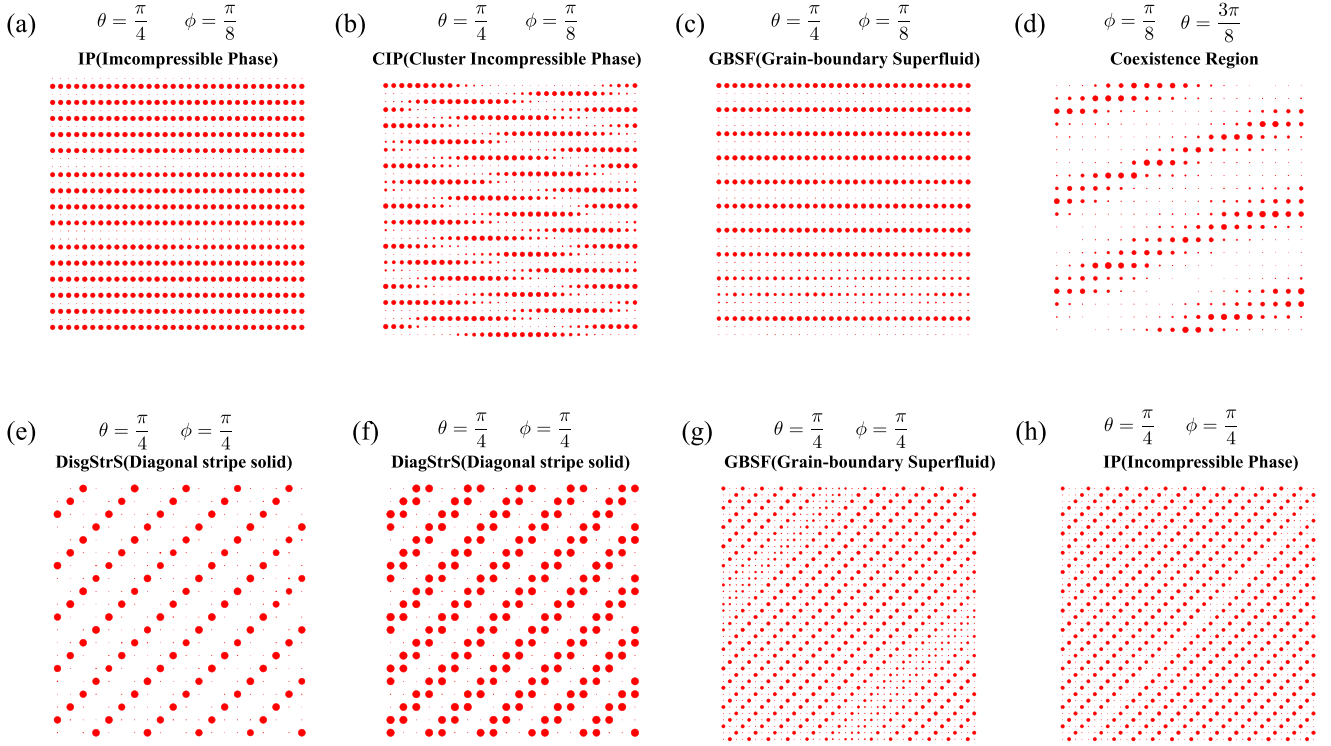 (a) θ = π/4 ϕ = π/8
IP(Imcompressible Phase)
(b) θ = π/4 ϕ = π/8
CIP(Cluster Incompressible Phase)
(c) θ = π/4 ϕ = π/8
GBSF(Grain-boundary Superfluid)
(d) ϕ = π/8 θ = 3π/8
Coexistence Region
(e) θ = π/4 ϕ = π/4
DisgStrS(Diagonal stripe solid)
(f) θ = π/4 ϕ = π/4
DiagStrS(Diagonal stripe solid)
(g) θ = π/4 ϕ = π/4
GBSF(Grain-boundary Superfluid)
(h) θ = π/4 ϕ = π/4
IP(Incompressible Phase)